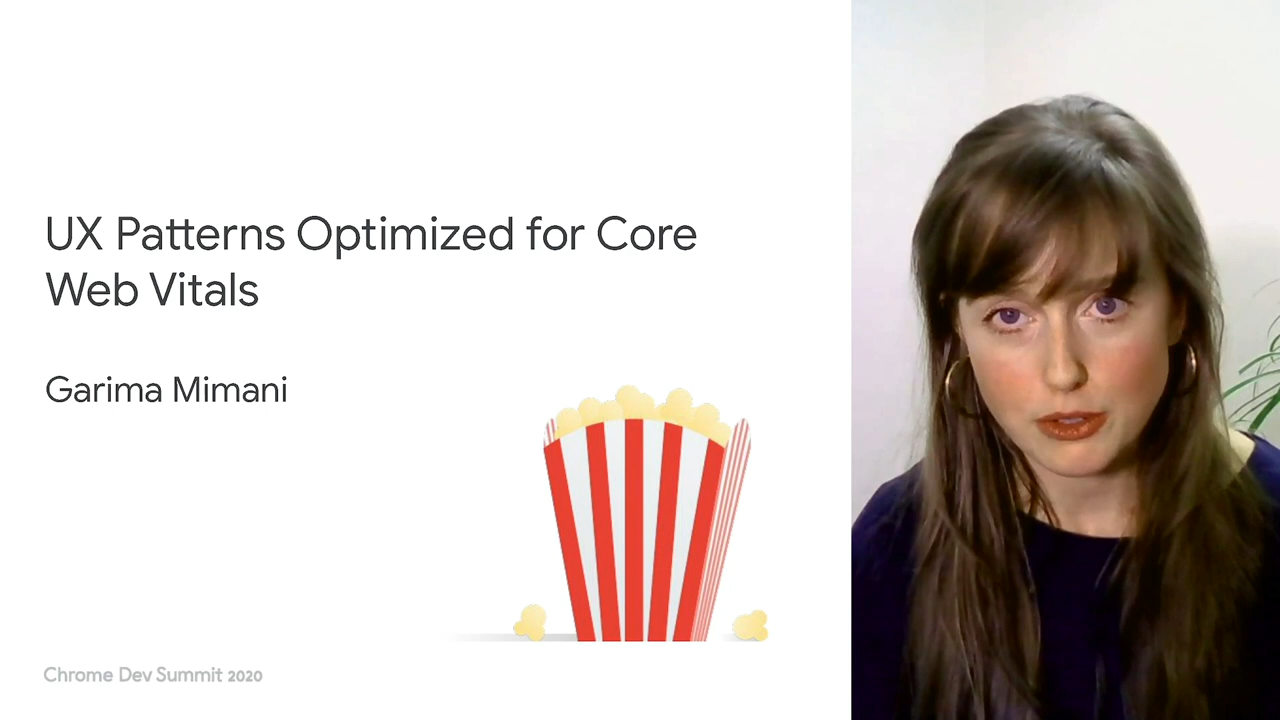 UX Patterns Optimized for Core
Web Vitals
Garima Mimani
Chrome Dev Summit 2020